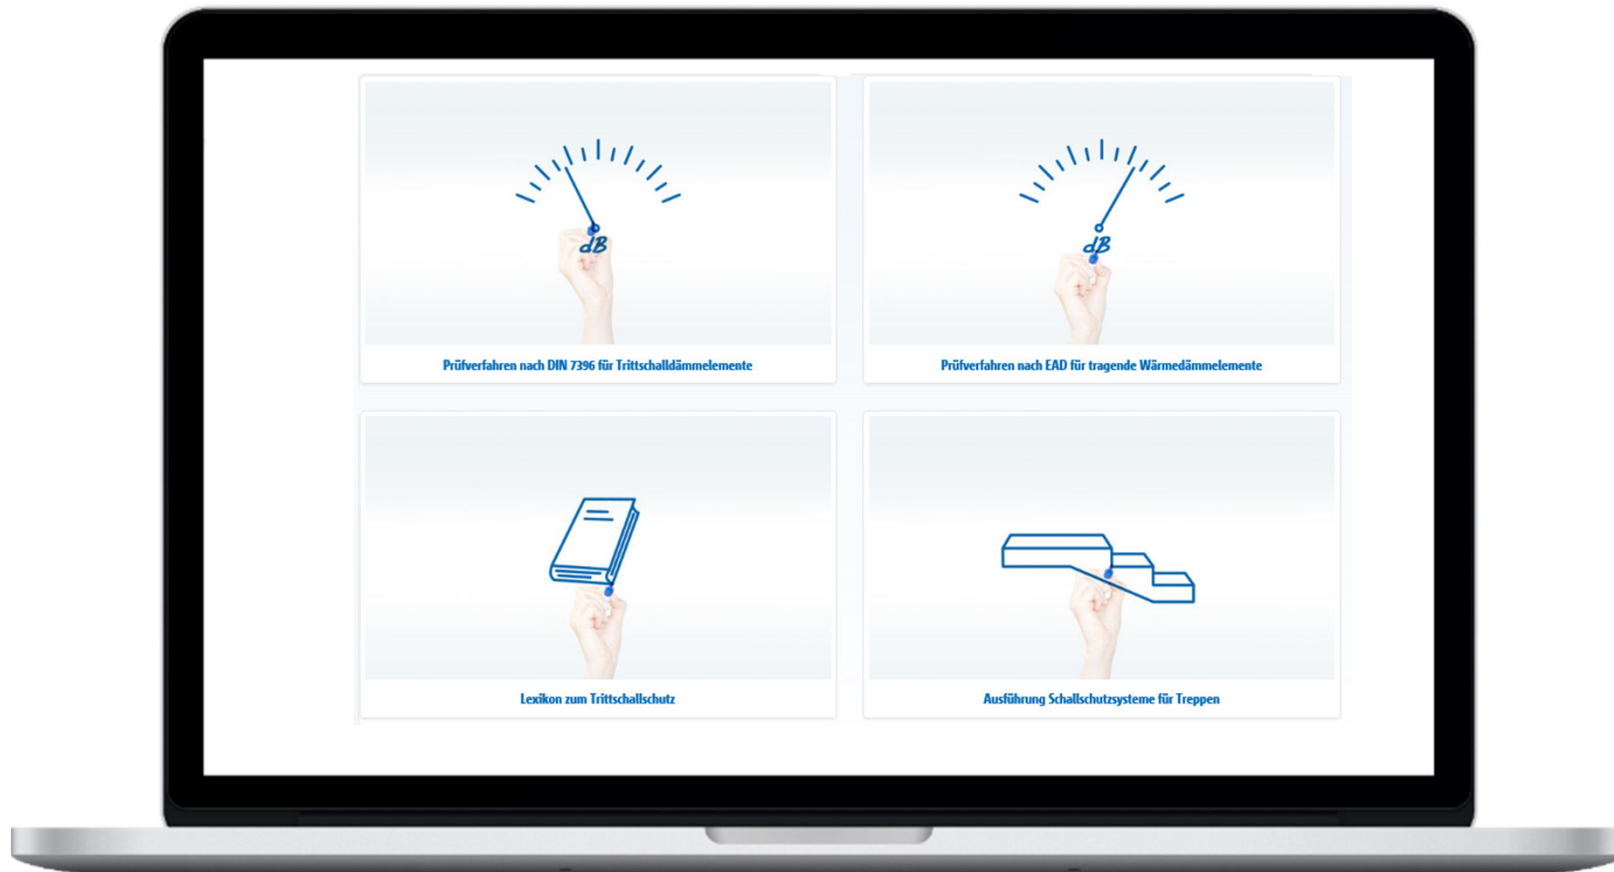 dB
dB
Prüfverfahren nach DIN 7396 für Trittschalldämmelemente
Prüfverfahren nach EAD für tragende Wärmedämmelemente
Lexikon zum Trittschallschutz
Ausführung Schallschutzsysteme für Treppen